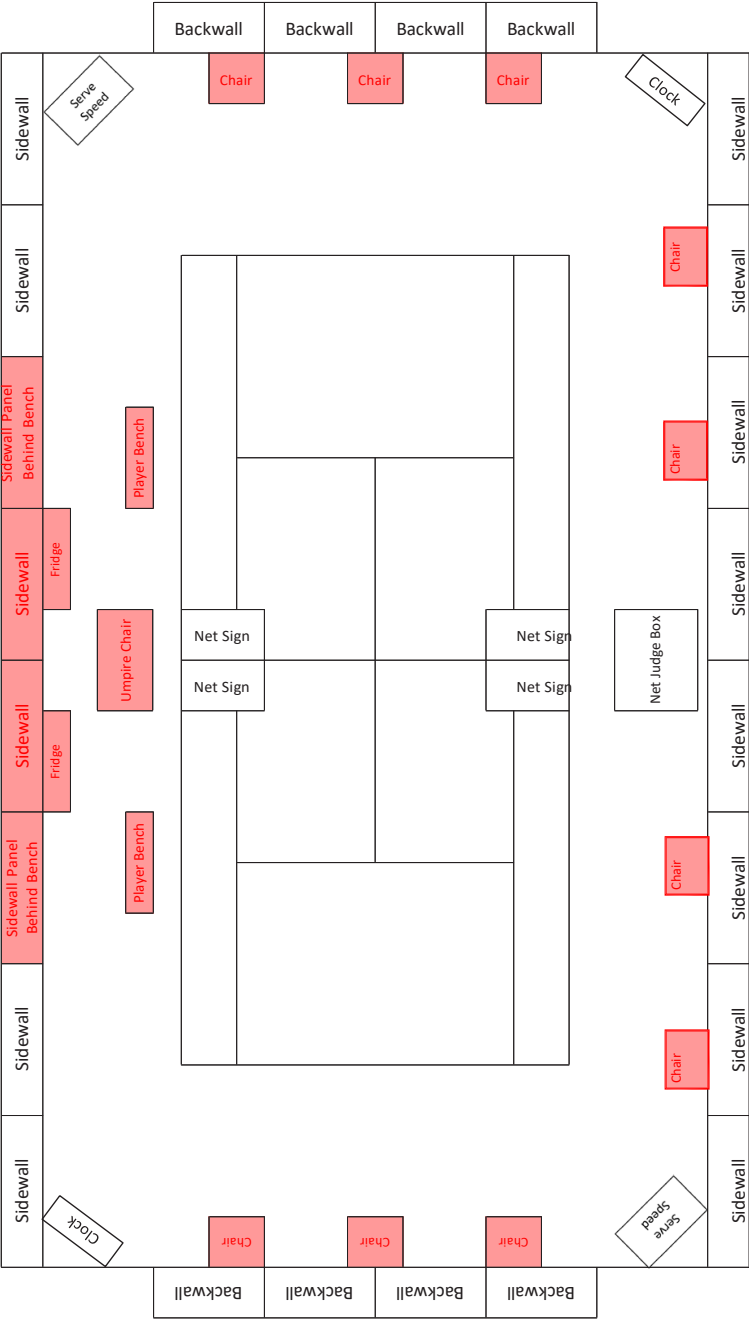 Backwall
Backwall
Backwall
Backwall
Chair
Chair
Chair
Serve
Speed
Clock
Sidewall
Sidewall
Sidewall Panel
Behind Bench
Sidewall
Sidewall
Sidewall Panel
Behind Bench
Sidewall
Sidewall
Fridge
Fridge
Player Bench
Umpire Chair
Player Bench
Net Sign
Net Sign
Net Sign
Net Sign
Net Judge Box
Chair
Chair
Chair
Chair
Sidewall
Sidewall
Sidewall
Sidewall
Sidewall
Sidewall
Sidewall
Sidewall
Clock
Chair
Chair
Chair
Serve
Speed
Backwall
Backwall
Backwall
Backwall